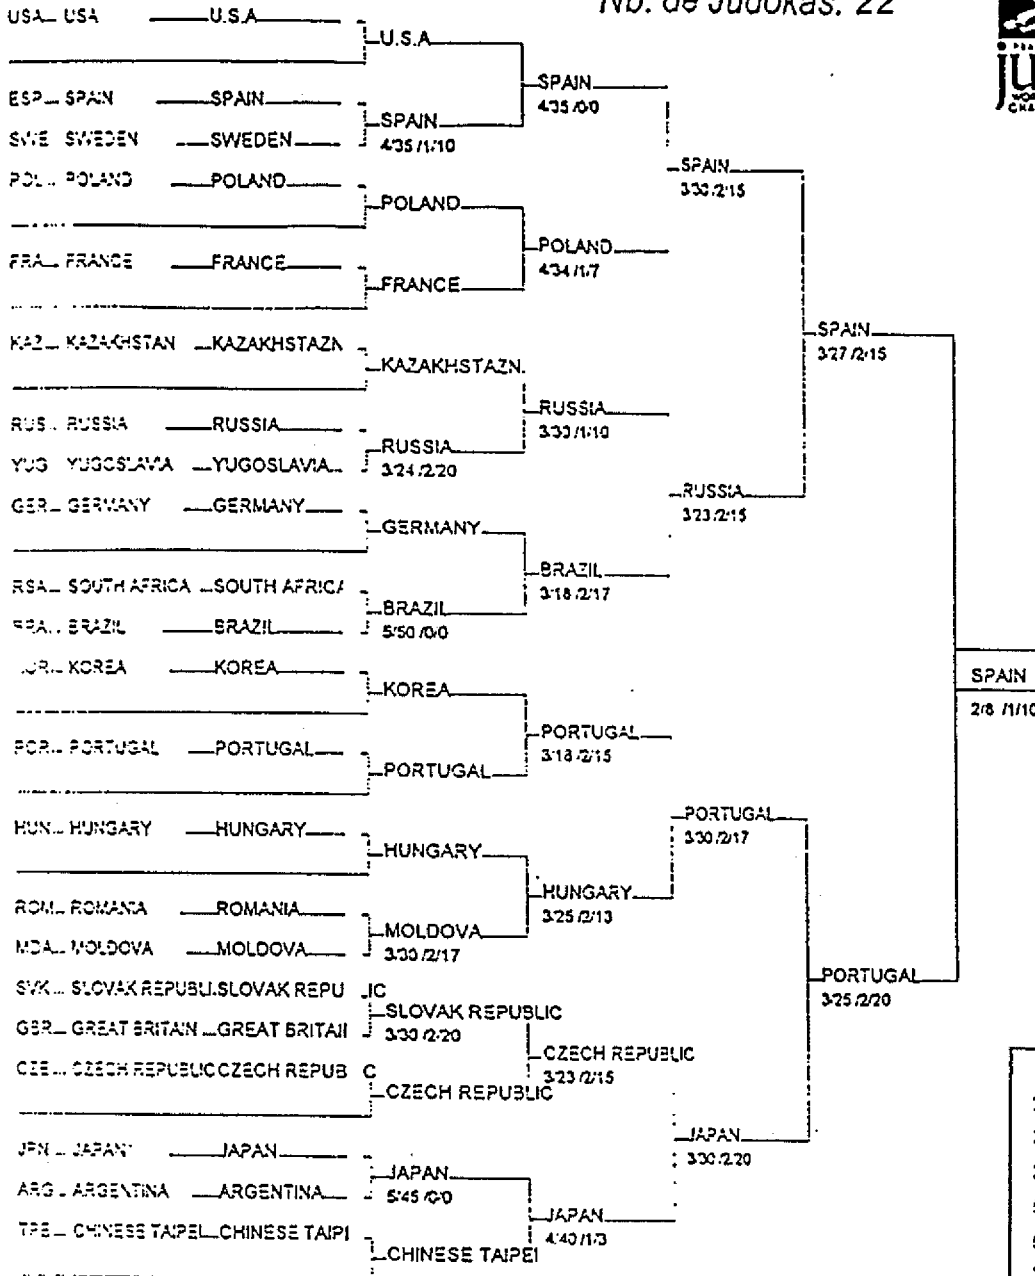 Nb. de Judokas: 22
USA USA U.S.A
U.S.A
SPAIN
4/35 /0/0
ESP SPAIN SPAIN
SPAIN
4/35 /1/10
SWE SWEDEN SWEDEN
SPAIN
3/30 /2/15
POL POLAND POLAND
POLAND
POLAND
4/34 /1/7
FRA FRANCE FRANCE
FRANCE
SPAIN
3/27 /2/15
KAZ KAZAKHSTAN KAZAKHSTAZN
KAZAKHSTAZN.
RUSSIA
3/30 /1/10
RUS RUSSIA RUSSIA
RUSSIA
3/24 /2/20
YUG YUGOSLAVIA YUGOSLAVIA
RUSSIA
3/23 /2/15
GER GERMANY GERMANY
GERMANY
BRAZIL
3/18 /2/17
RSA SOUTH AFRICA SOUTH AFRICA
BRAZIL
5/50 /0/0
BRA BRAZIL BRAZIL
SPAIN
2/8 /1/10
KOREA KOREA
KOREA
PORTUGAL
3/18 /2/15
POR PORTUGAL PORTUGAL
PORTUGAL
PORTUGAL
3/30 /2/17
HUN HUNGARY HUNGARY
HUNGARY
HUNGARY
3/25 /2/13
ROM ROMANIA ROMANIA
MOLDOVA
3/30 /2/17
MDA MOLDOVA MOLDOVA
PORTUGAL
3/25 /2/20
SVK SLOVAK REPUBLI SLOVAK REPU IC
SLOVAK REPUBLIC
3/30 /2/20
GBR GREAT BRITAIN GREAT BRITAII
CZECH REPUBLIC
3/23 /2/15
CZE CZECH REPUBLIC CZECH REPUB C
CZECH REPUBLIC
JAPAN
3/30 /2/20
JPN JAPAN JAPAN
JAPAN
5/45 /0/0
ARG ARGENTINA ARGENTINA
JAPAN
4/40 /1/3
TPE CHINESE TAIPEI CHINESE TAIPI
CHINESE TAIPEI